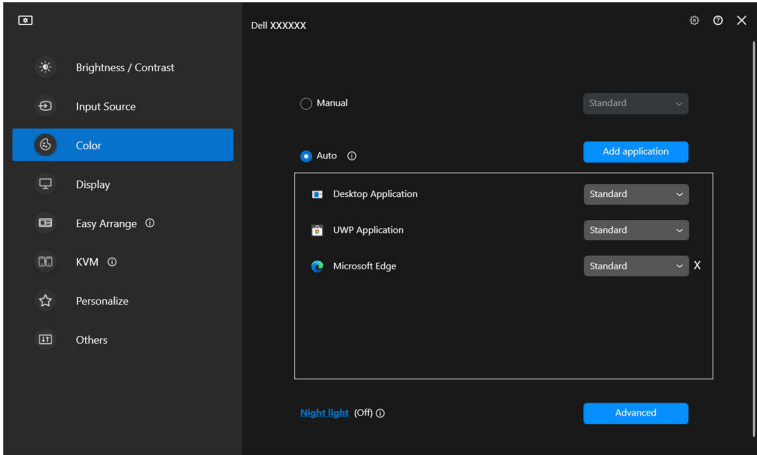 Dell XXXXXX
Brightness / Contrast
Input Source
Color
Display
Easy Arrange
KVM
Personalize
Others
Manual
Standard
Auto
Add application
Desktop Application
Standard
UWP Application
Standard
Microsoft Edge
Standard
X
Night light (Off)
Advanced